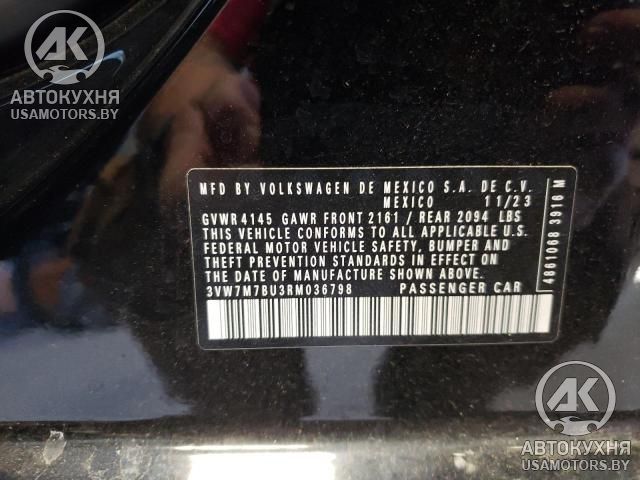 AK
АВТОКУХНЯ
USAMOTORS.BY
MFD BY VOLKSWAGEN DE MEXICO S.A. DE C.V.
MEXICO 11/23
GVWR 4145 GAWR FRONT 2161 / REAR 2094 LBS
THIS VEHICLE CONFORMS TO ALL APPLICABLE U.S.
FEDERAL MOTOR VEHICLE SAFETY, BUMPER AND
THEFT PREVENTION STANDARDS IN EFFECT ON THE
DATE OF MANUFACTURE SHOWN ABOVE.
3VW7M7BU3RM036798 PASSENGER CAR
4861068 3916 M
AK
АВТОКУХНЯ
USAMOTORS.BY